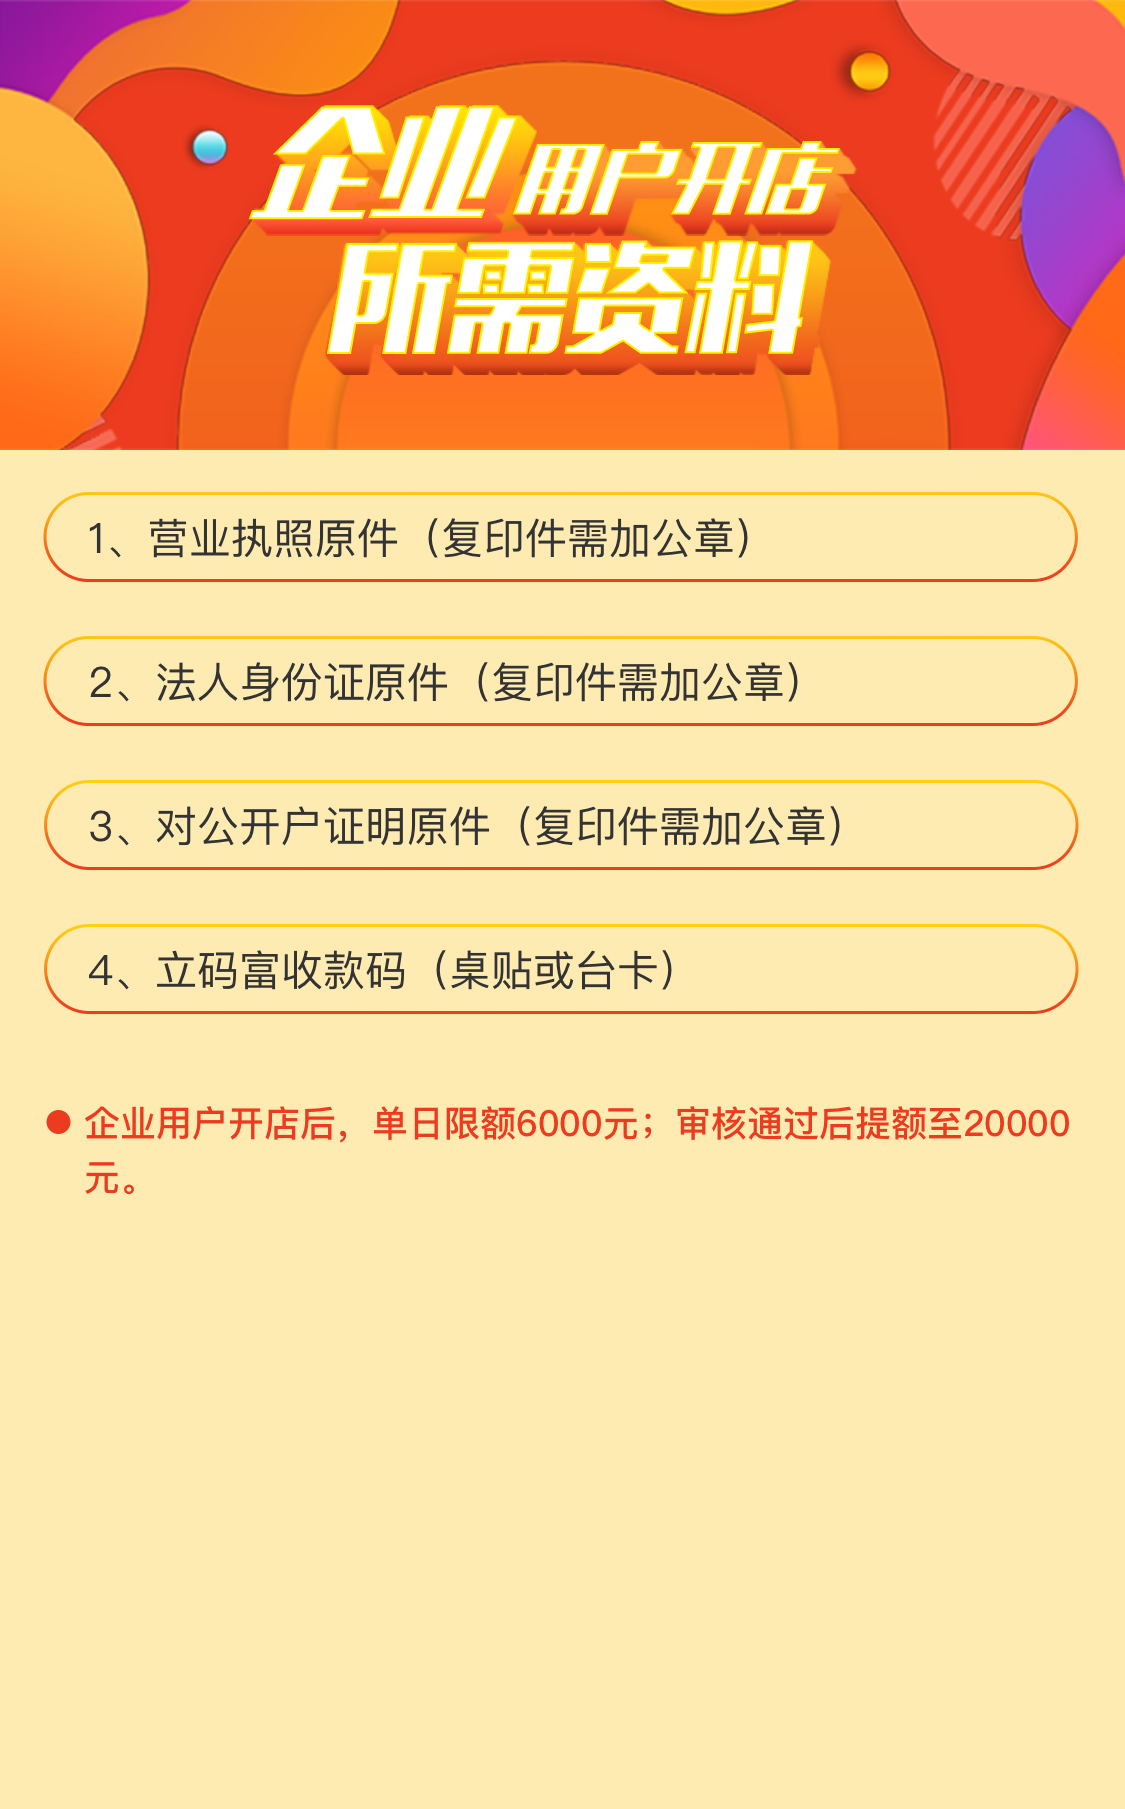 企业用户开店
所需资料
1、营业执照原件（复印件需加公章）
2、法人身份证原件（复印件需加公章）
3、对公开户证明原件（复印件需加公章）
4、立码富收款码（桌贴或台卡）
● 企业用户开店后，单日限额6000元；审核通过后提额至20000
元。